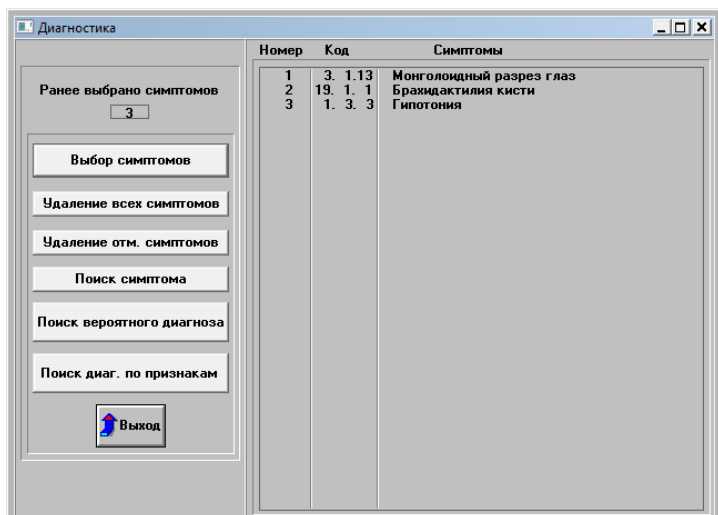 Диагностика
Номер Код Симптомы
Ранее выбрано симптомов
3
1 3. 1.13 Монголоидный разрез глаз
2 19. 1. 1 Брахидактилия кисти
3 1. 3. 3 Гипотония
Выбор симптомов
Удаление всех симптомов
Удаление отм. симптомов
Поиск симптома
Поиск вероятного диагноза
Поиск диаг. по признакам
Выход